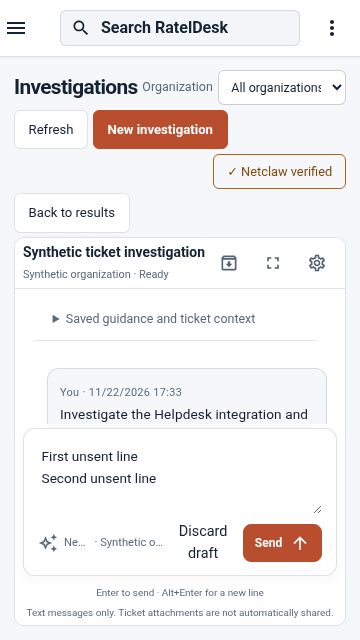 Search RatelDesk
Investigations Organization All organizations
Refresh New investigation
✓ Netclaw verified
Back to results
Synthetic ticket investigation
Synthetic organization · Ready
▶ Saved guidance and ticket context
You · 11/22/2026 17:33
Investigate the Helpdesk integration and
First unsent line
Second unsent line
Ne… · Synthetic o… Discard draft Send
Enter to send · Alt+Enter for a new line
Text messages only. Ticket attachments are not automatically shared.